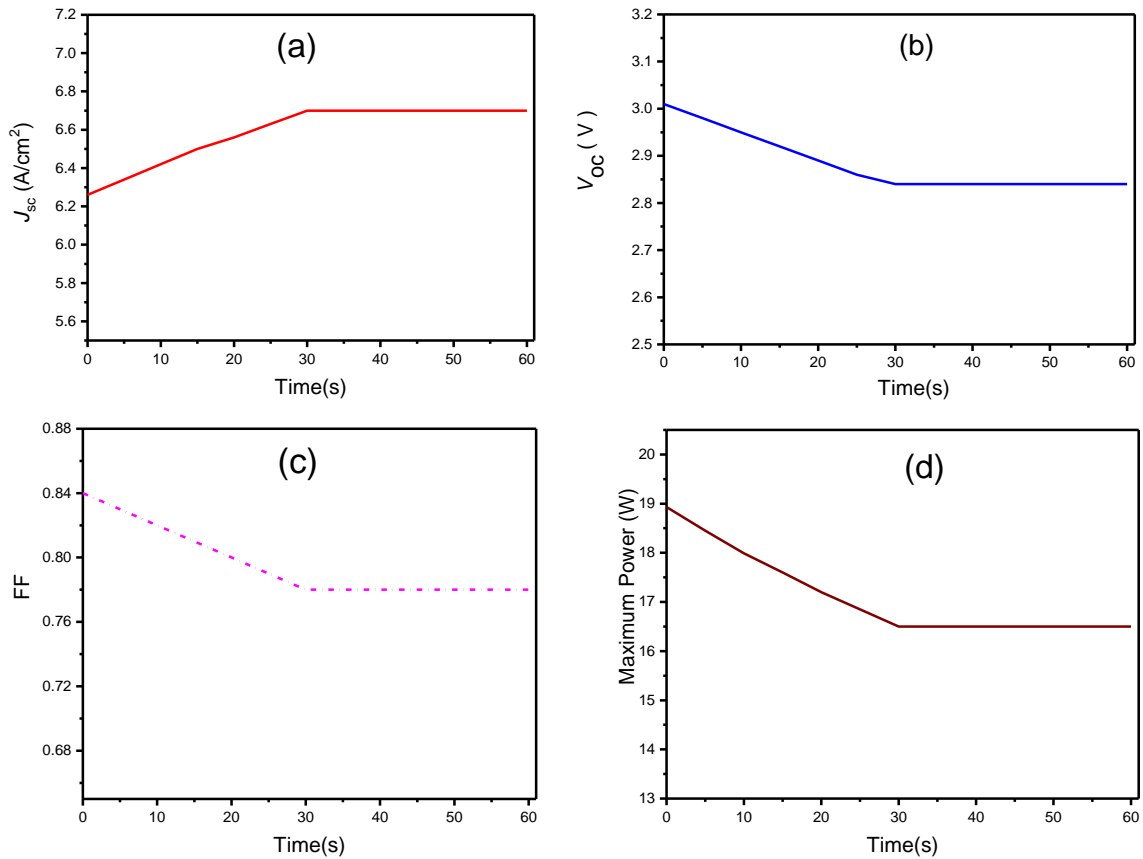 (a)
7.2
7.0
6.8
6.6
6.4
6.2
6.0
5.8
5.6
J_sc (A/cm²)
0 10 20 30 40 50 60
Time(s)
(b)
3.2
3.1
3.0
2.9
2.8
2.7
2.6
2.5
V_OC ( V )
0 10 20 30 40 50 60
Time(s)
(c)
0.88
0.84
0.80
0.76
0.72
0.68
FF
0 10 20 30 40 50 60
Time(s)
(d)
20
19
18
17
16
15
14
13
Maximum Power (W)
0 10 20 30 40 50 60
Time(s)